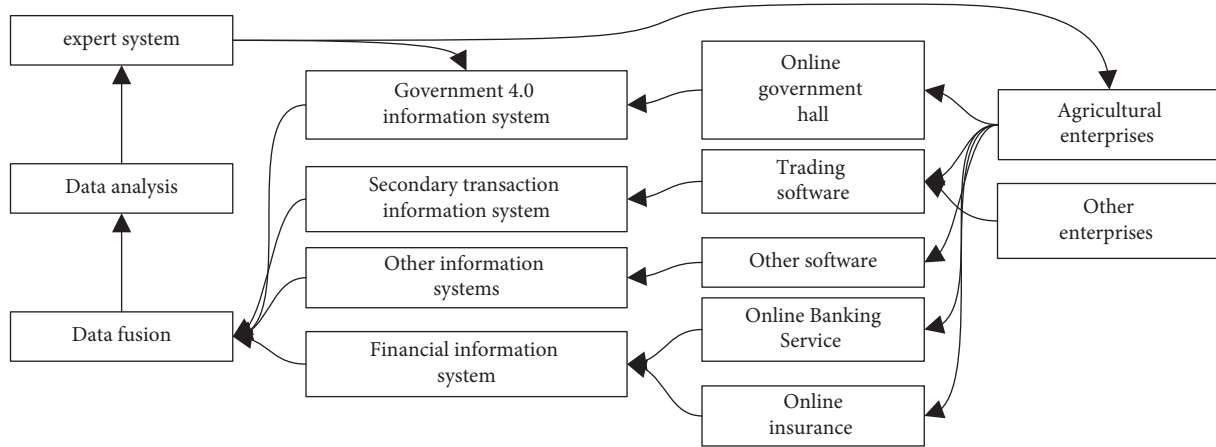 expert system
Data analysis
Data fusion
Government 4.0
information system
Secondary transaction
information system
Other information
systems
Financial information
system
Online
government
hall
Trading
software
Other software
Online Banking
Service
Online
insurance
Agricultural
enterprises
Other
enterprises